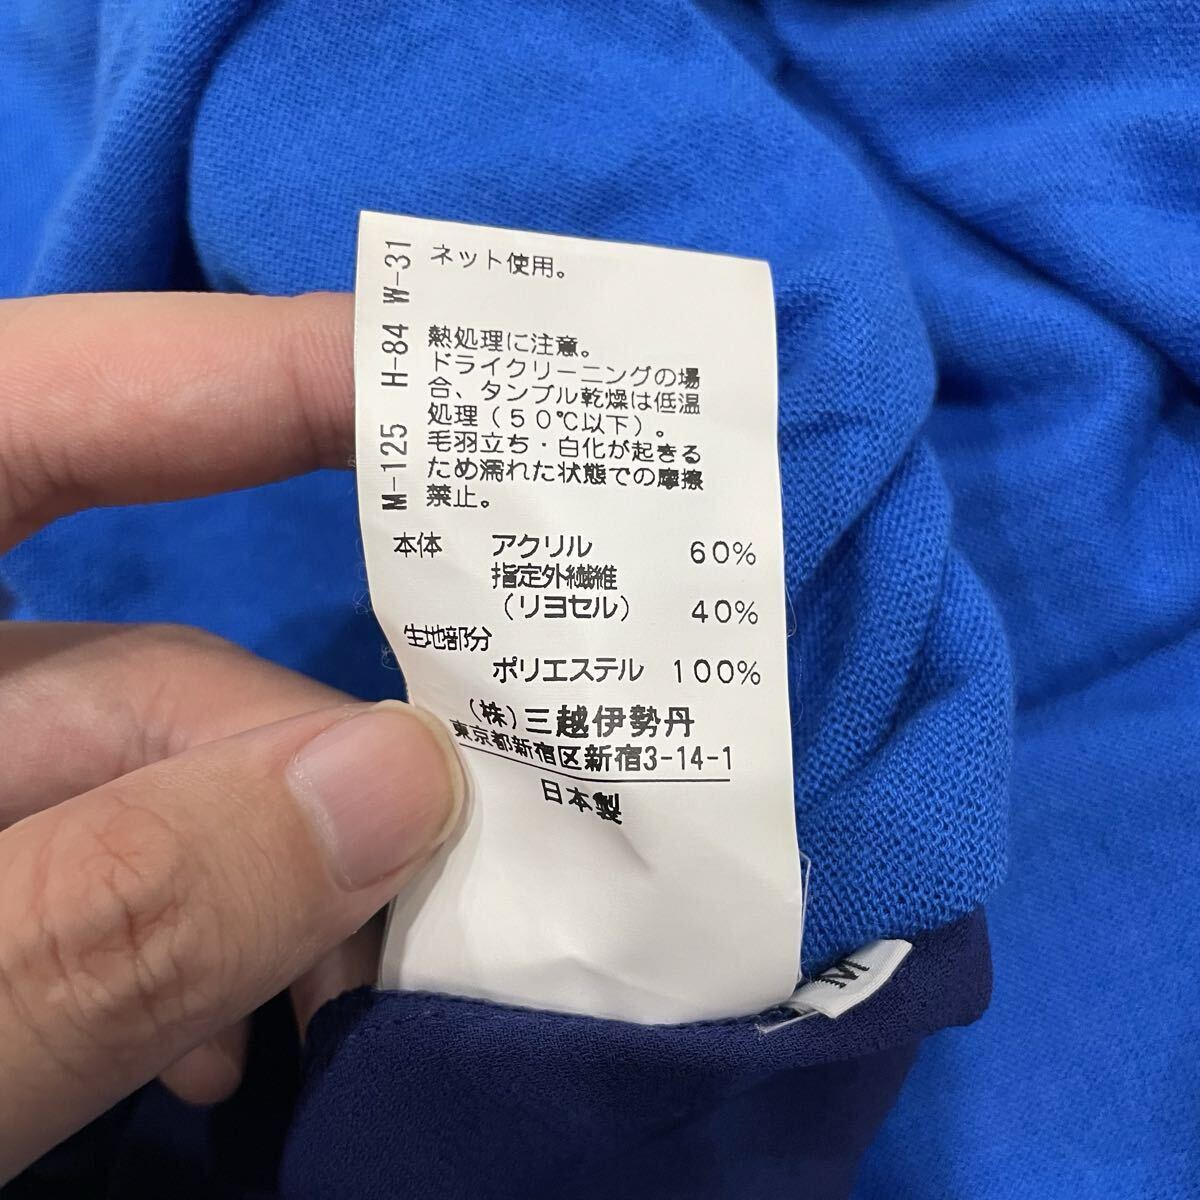 ネット使用。
熱処理に注意。
ドライクリーニングの場
合、タンブル乾燥は低温
処理(50℃以下)。
毛羽立ち・白化が起きる
ため濡れた状態での摩擦
禁止。
M-125 H-84 W-31
本体 アクリル 60%
指定外繊維
(リヨセル) 40%
生地部分
ポリエステル 100%
(株)三越伊勢丹
東京都新宿区新宿3-14-1
日本製
M